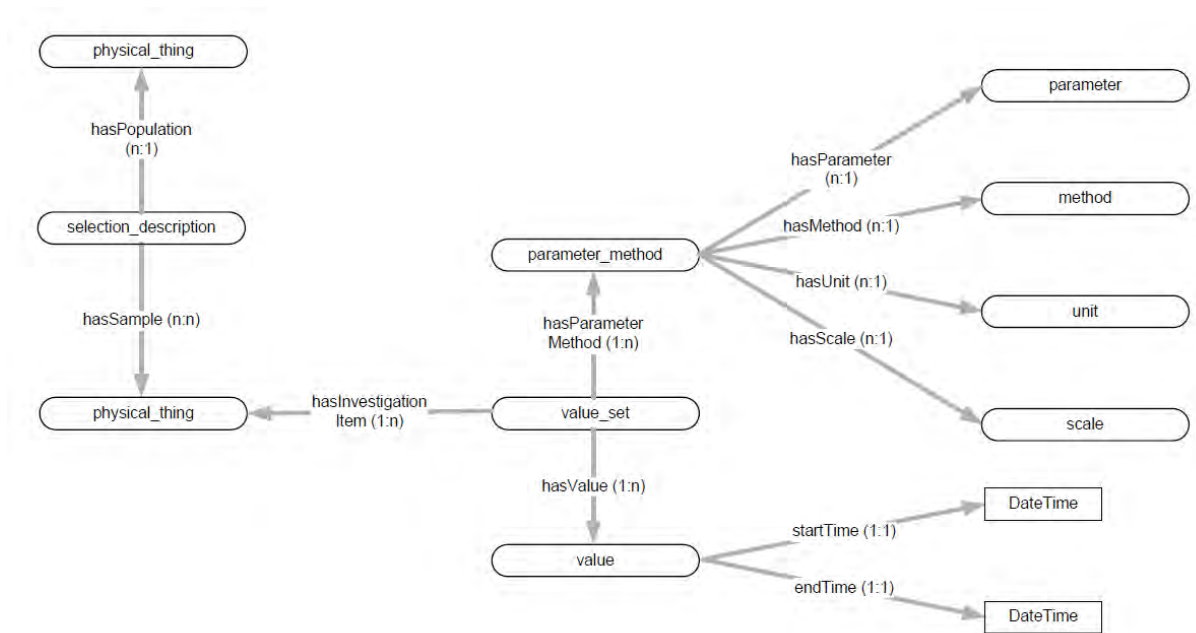 physical_thing
hasPopulation
(n:1)
selection_description
hasSample (n:n)
physical_thing
hasInvestigation
Item (1:n)
value_set
hasParameter
Method (1:n)
parameter_method
hasParameter
(n:1)
parameter
hasMethod (n:1)
method
hasUnit (n:1)
unit
hasScale (n:1)
scale
hasValue (1:n)
value
startTime (1:1)
DateTime
endTime (1:1)
DateTime